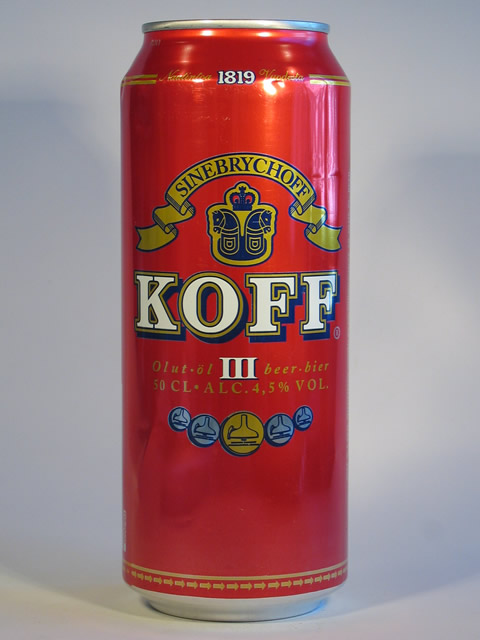 1819
SINEBRYCHOFF
KOFF
®
Olut·öl III beer·bier
50 CL • ALC. 4,5% VOL.